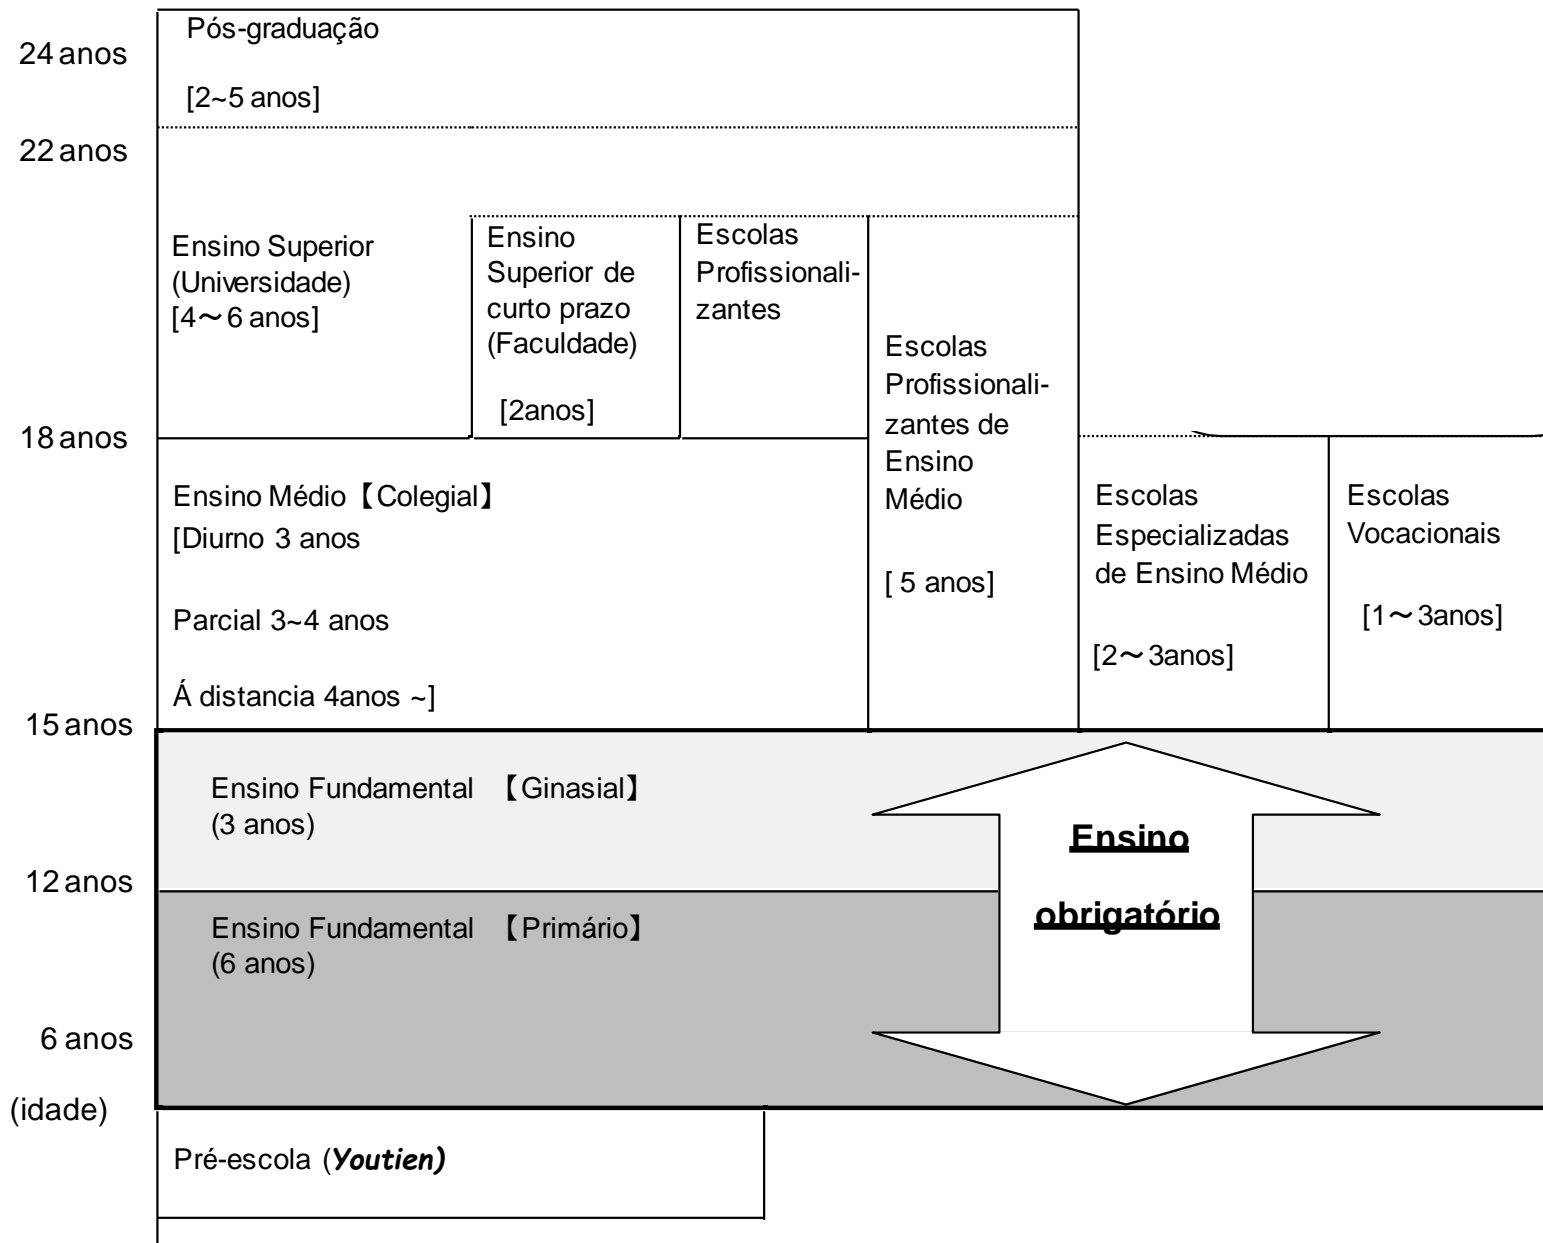 24 anos
Pós-graduação
[2~5 anos]
22 anos
Ensino Superior
(Universidade)
[4～6 anos]
Ensino
Superior de
curto prazo
(Faculdade)
[2anos]
Escolas
Profissionali-
zantes
Escolas
Profissionali-
zantes de
Ensino
Médio
[ 5 anos]
18 anos
Ensino Médio【Colegial】
[Diurno 3 anos
Parcial 3~4 anos
Á distancia 4anos ~]
Escolas
Especializadas
de Ensino Médio
[2～3anos]
Escolas
Vocacionais
[1～3anos]
15 anos
Ensino Fundamental 【Ginasial】
(3 anos)
Ensino
obrigatório
12 anos
Ensino Fundamental 【Primário】
(6 anos)
6 anos
(idade)
Pré-escola (Youtien)